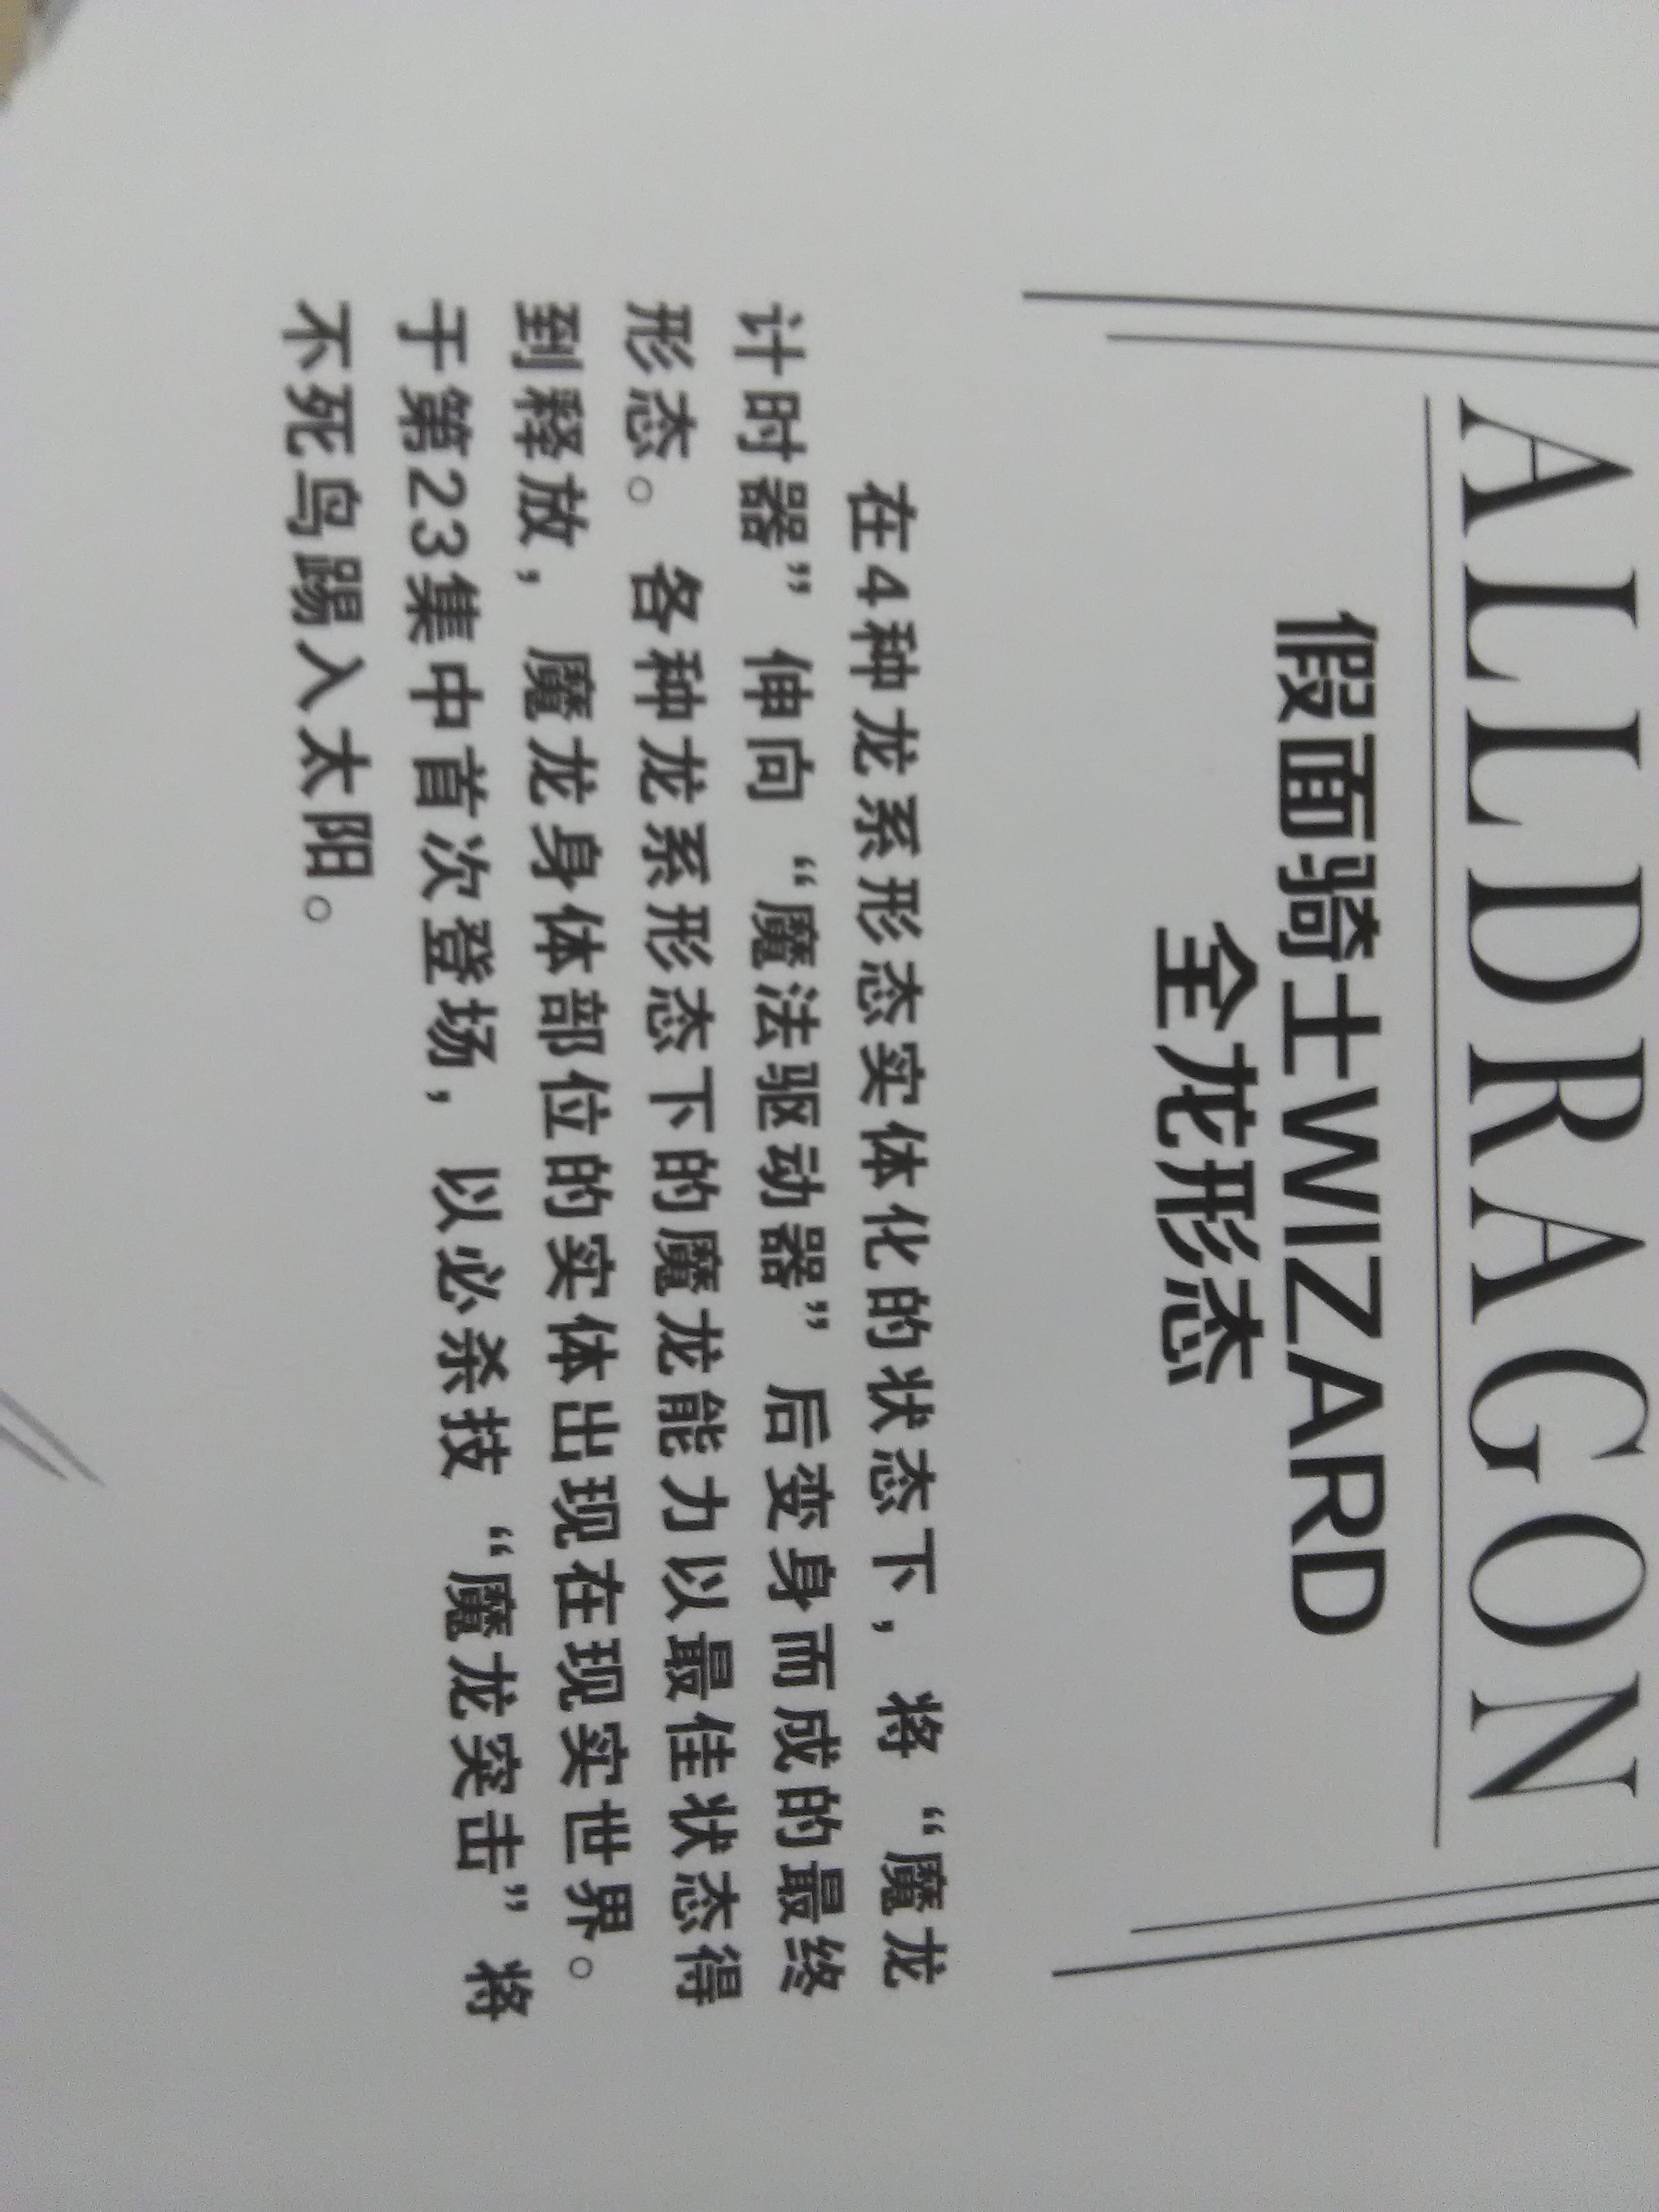 ALLDRAGON
假面骑士WIZARD
全龙形态
在4种龙系形态实体化的状态下，将“魔龙
计时器”伸向“魔法驱动器”后变身而成的最终
形态。各种龙系形态下的魔龙能力以最佳状态得
到释放，魔龙身体部位的实体出现在现实世界。
于第23集中首次登场，以必杀技“魔龙突击”将
不死鸟踢入太阳。